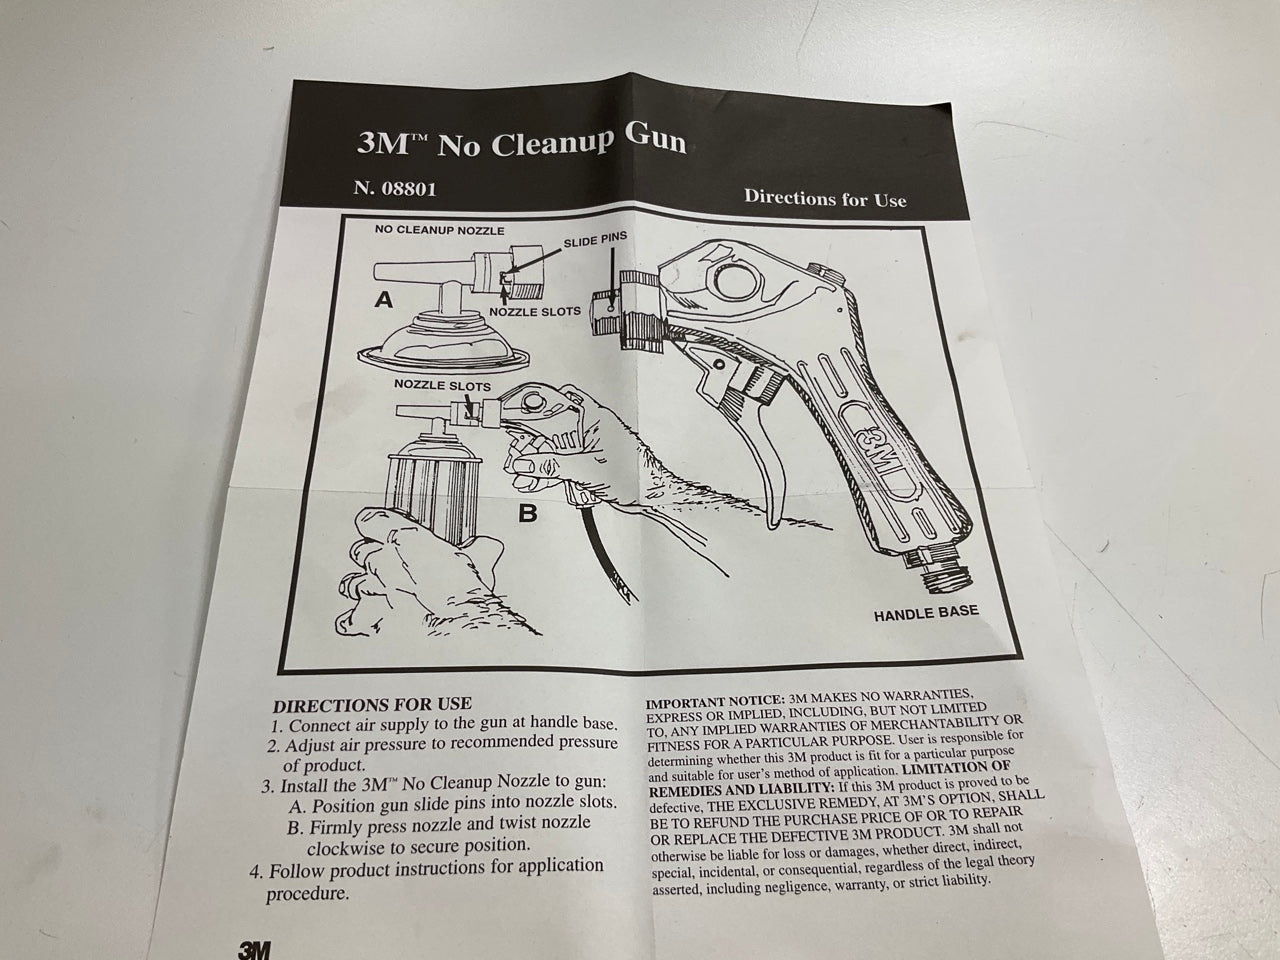 3M™ No Cleanup Gun
N. 08801
Directions for Use
NO CLEANUP NOZZLE
SLIDE PINS
A
NOZZLE SLOTS
NOZZLE SLOTS
B
3M
HANDLE BASE
DIRECTIONS FOR USE
1. Connect air supply to the gun at handle base.
2. Adjust air pressure to recommended pressure
of product.
3. Install the 3M™ No Cleanup Nozzle to gun:
A. Position gun slide pins into nozzle slots.
B. Firmly press nozzle and twist nozzle
clockwise to secure position.
4. Follow product instructions for application
procedure.
IMPORTANT NOTICE: 3M MAKES NO WARRANTIES,
EXPRESS OR IMPLIED, INCLUDING, BUT NOT LIMITED
TO, ANY IMPLIED WARRANTIES OF MERCHANTABILITY OR
FITNESS FOR A PARTICULAR PURPOSE. User is responsible for
determining whether this 3M product is fit for a particular purpose
and suitable for user's method of application. LIMITATION OF
REMEDIES AND LIABILITY: If this 3M product is proved to be
defective, THE EXCLUSIVE REMEDY, AT 3M'S OPTION, SHALL
BE TO REFUND THE PURCHASE PRICE OF OR TO REPAIR
OR REPLACE THE DEFECTIVE 3M PRODUCT. 3M shall not
otherwise be liable for loss or damages, whether direct, indirect,
special, incidental, or consequential, regardless of the legal theory
asserted, including negligence, warranty, or strict liability.
3M